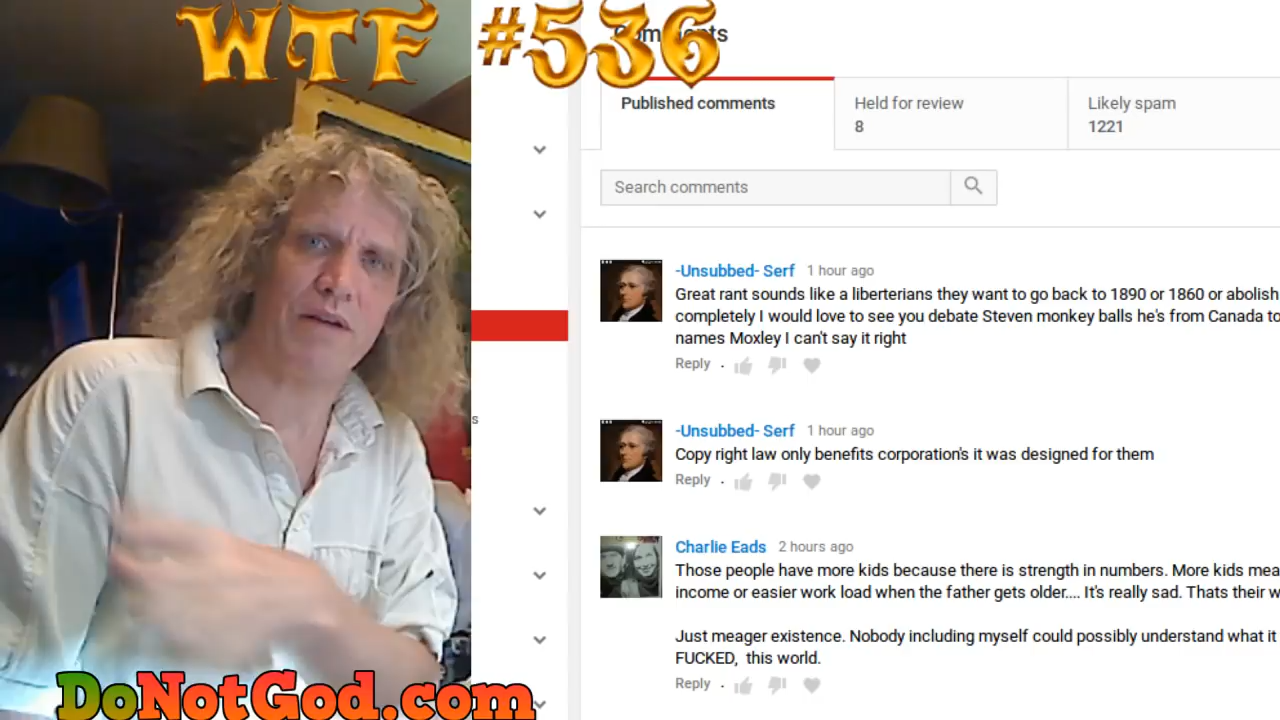 WTF #536
Comments
Published comments
Held for review
8
Likely spam
1221
Search comments
-Unsubbed- Serf 1 hour ago
Great rant sounds like a liberterians they want to go back to 1890 or 1860 or abolish
completely I would love to see you debate Steven monkey balls he's from Canada to
names Moxley I can't say it right
Reply .
-Unsubbed- Serf 1 hour ago
Copy right law only benefits corporation's it was designed for them
Reply .
s
Charlie Eads 2 hours ago
Those people have more kids because there is strength in numbers. More kids mea
income or easier work load when the father gets older.... It's really sad. Thats their w
Just meager existence. Nobody including myself could possibly understand what it
FUCKED, this world.
Reply .
DoNotGod.com